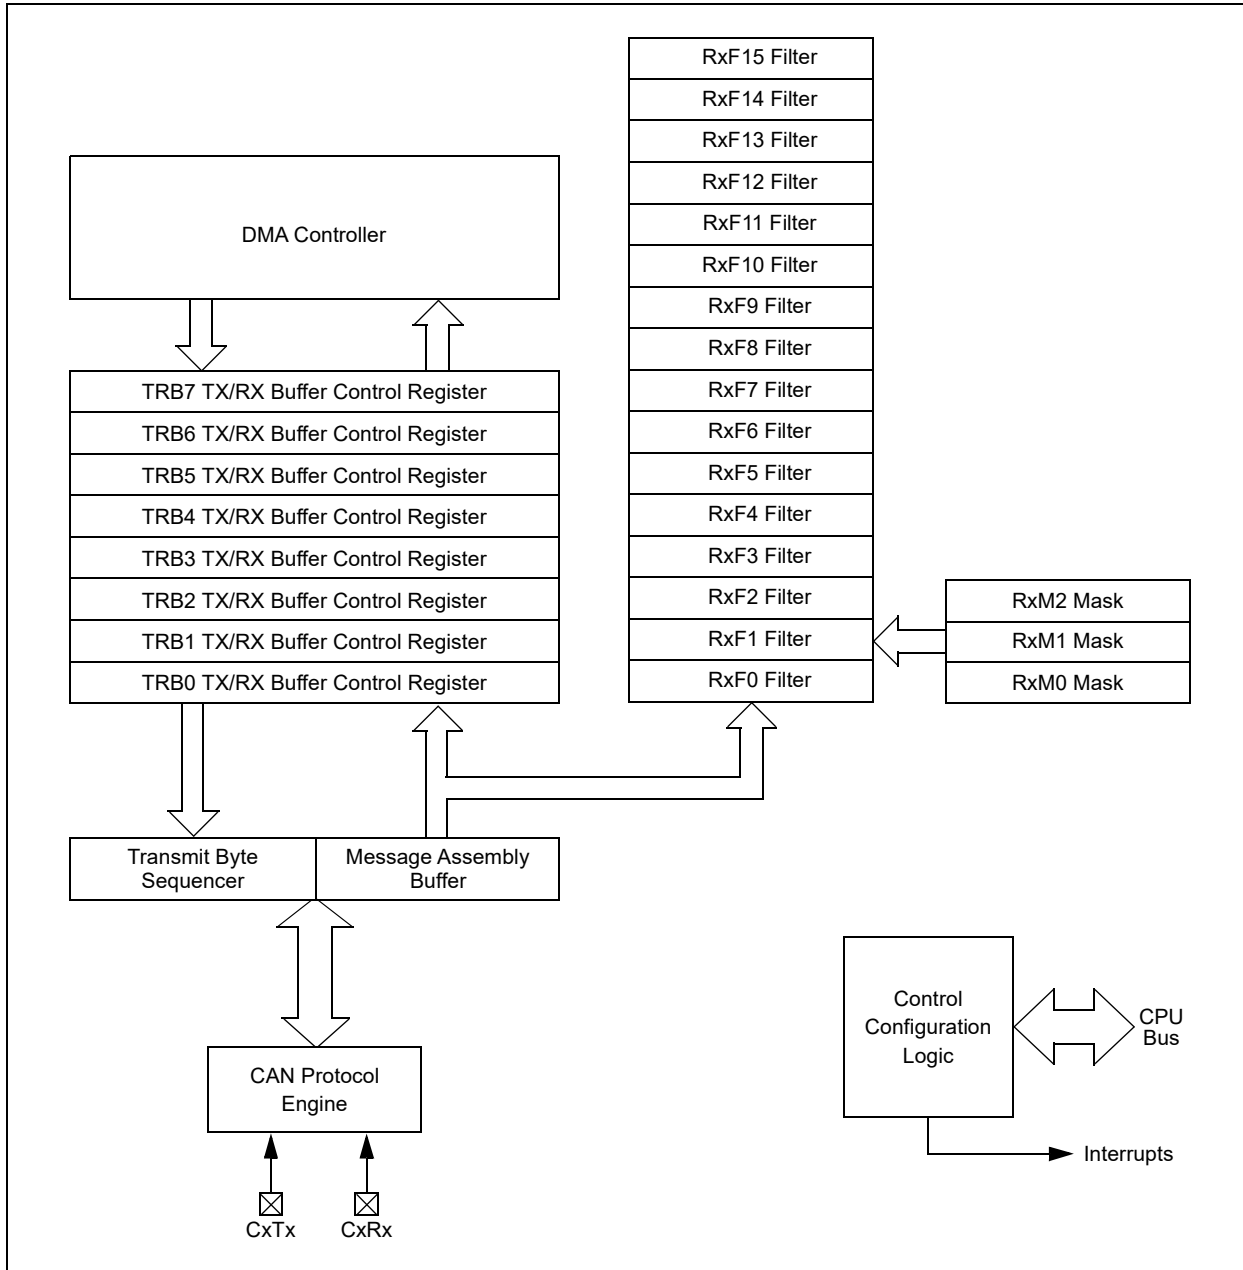 RxF15 Filter
RxF14 Filter
RxF13 Filter
RxF12 Filter
RxF11 Filter
RxF10 Filter
RxF9 Filter
RxF8 Filter
RxF7 Filter
RxF6 Filter
RxF5 Filter
RxF4 Filter
RxF3 Filter
RxF2 Filter
RxF1 Filter
RxF0 Filter
DMA Controller
TRB7 TX/RX Buffer Control Register
TRB6 TX/RX Buffer Control Register
TRB5 TX/RX Buffer Control Register
TRB4 TX/RX Buffer Control Register
TRB3 TX/RX Buffer Control Register
TRB2 TX/RX Buffer Control Register
TRB1 TX/RX Buffer Control Register
TRB0 TX/RX Buffer Control Register
RxM2 Mask
RxM1 Mask
RxM0 Mask
Transmit Byte
Sequencer
Message Assembly
Buffer
CAN Protocol
Engine
CxTx
CxRx
Control
Configuration
Logic
CPU
Bus
Interrupts